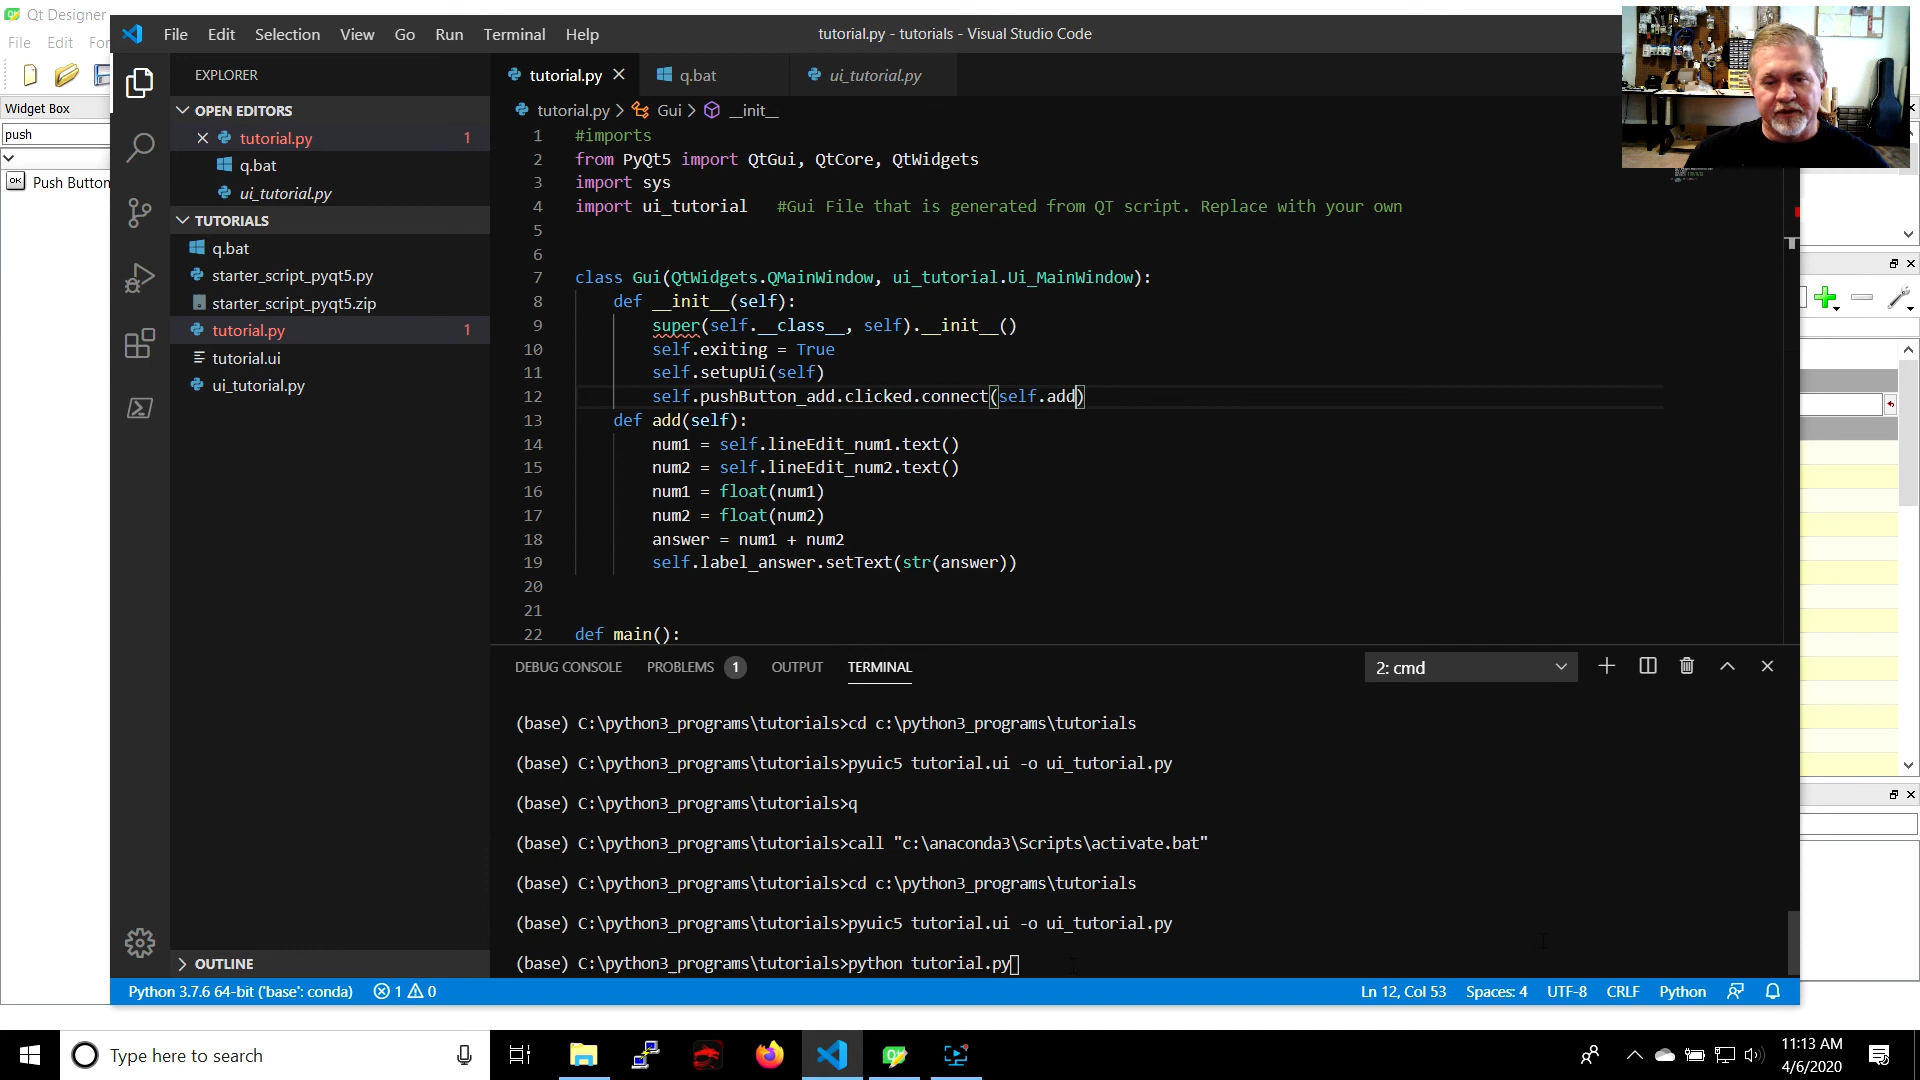 Qt Designer
File Edit For
Widget Box
push
OK Push Button
File Edit Selection View Go Run Terminal Help
tutorial.py - tutorials - Visual Studio Code
EXPLORER
OPEN EDITORS
tutorial.py 1
q.bat
ui_tutorial.py
TUTORIALS
q.bat
starter_script_pyqt5.py
starter_script_pyqt5.zip
tutorial.py 1
tutorial.ui
ui_tutorial.py
OUTLINE
tutorial.py q.bat ui_tutorial.py
tutorial.py > Gui > __init__
1 #imports
2 from PyQt5 import QtGui, QtCore, QtWidgets
3 import sys
4 import ui_tutorial #Gui File that is generated from QT script. Replace with your own
5
6
7 class Gui(QtWidgets.QMainWindow, ui_tutorial.Ui_MainWindow):
8 def __init__(self):
9 super(self.__class__, self).__init__()
10 self.exiting = True
11 self.setupUi(self)
12 self.pushButton_add.clicked.connect(self.add)
13 def add(self):
14 num1 = self.lineEdit_num1.text()
15 num2 = self.lineEdit_num2.text()
16 num1 = float(num1)
17 num2 = float(num2)
18 answer = num1 + num2
19 self.label_answer.setText(str(answer))
20
21
22 def main():
DEBUG CONSOLE PROBLEMS 1 OUTPUT TERMINAL 2: cmd
(base) C:\python3_programs\tutorials>cd c:\python3_programs\tutorials
(base) C:\python3_programs\tutorials>pyuic5 tutorial.ui -o ui_tutorial.py
(base) C:\python3_programs\tutorials>q
(base) C:\python3_programs\tutorials>call "c:\anaconda3\Scripts\activate.bat"
(base) C:\python3_programs\tutorials>cd c:\python3_programs\tutorials
(base) C:\python3_programs\tutorials>pyuic5 tutorial.ui -o ui_tutorial.py
(base) C:\python3_programs\tutorials>python tutorial.py
Python 3.7.6 64-bit ('base': conda) 1 0 Ln 12, Col 53 Spaces: 4 UTF-8 CRLF Python
Type here to search
Qt
11:13 AM
4/6/2020